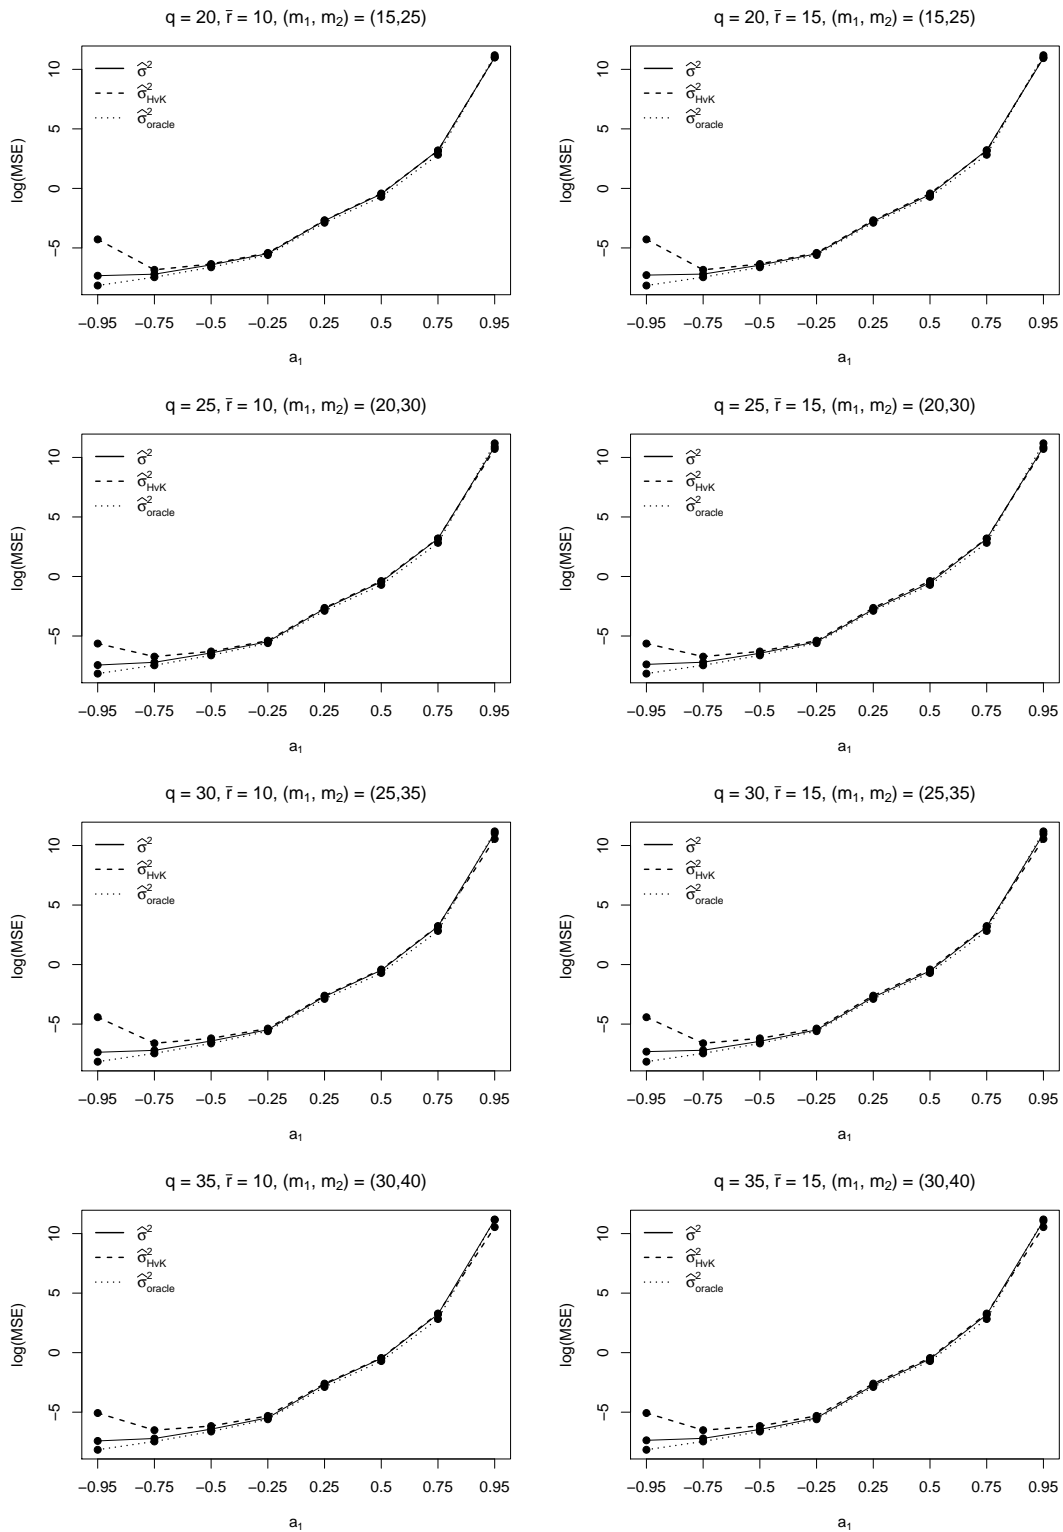 q = 20, r̄ = 10, (m₁, m₂) = (15,25)
log(MSE)
10
5
0
−5
σ̂²
σ̂²HvK
σ̂²oracle
−0.95 −0.75 −0.5 −0.25 0.25 0.5 0.75 0.95
a₁
q = 20, r̄ = 15, (m₁, m₂) = (15,25)
log(MSE)
10
5
0
−5
σ̂²
σ̂²HvK
σ̂²oracle
−0.95 −0.75 −0.5 −0.25 0.25 0.5 0.75 0.95
a₁
q = 25, r̄ = 10, (m₁, m₂) = (20,30)
log(MSE)
10
5
0
−5
σ̂²
σ̂²HvK
σ̂²oracle
−0.95 −0.75 −0.5 −0.25 0.25 0.5 0.75 0.95
a₁
q = 25, r̄ = 15, (m₁, m₂) = (20,30)
log(MSE)
10
5
0
−5
σ̂²
σ̂²HvK
σ̂²oracle
−0.95 −0.75 −0.5 −0.25 0.25 0.5 0.75 0.95
a₁
q = 30, r̄ = 10, (m₁, m₂) = (25,35)
log(MSE)
10
5
0
−5
σ̂²
σ̂²HvK
σ̂²oracle
−0.95 −0.75 −0.5 −0.25 0.25 0.5 0.75 0.95
a₁
q = 30, r̄ = 15, (m₁, m₂) = (25,35)
log(MSE)
10
5
0
−5
σ̂²
σ̂²HvK
σ̂²oracle
−0.95 −0.75 −0.5 −0.25 0.25 0.5 0.75 0.95
a₁
q = 35, r̄ = 10, (m₁, m₂) = (30,40)
log(MSE)
10
5
0
−5
σ̂²
σ̂²HvK
σ̂²oracle
−0.95 −0.75 −0.5 −0.25 0.25 0.5 0.75 0.95
a₁
q = 35, r̄ = 15, (m₁, m₂) = (30,40)
log(MSE)
10
5
0
−5
σ̂²
σ̂²HvK
σ̂²oracle
−0.95 −0.75 −0.5 −0.25 0.25 0.5 0.75 0.95
a₁